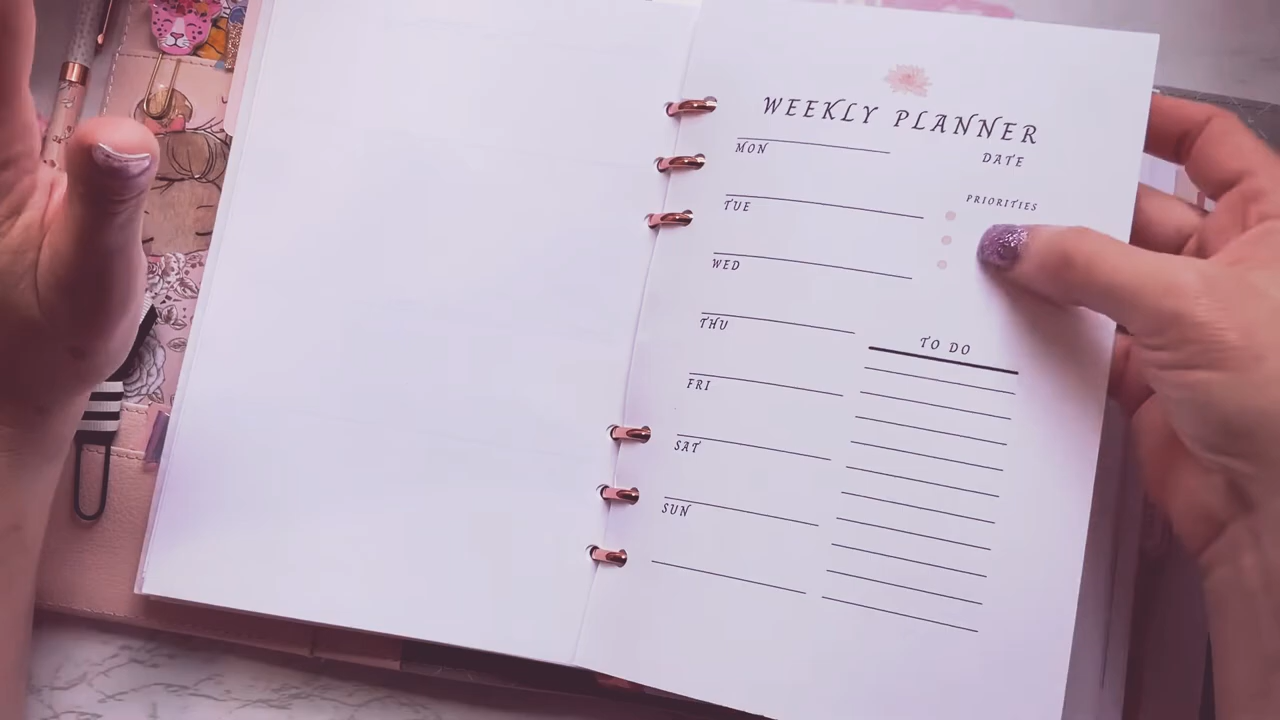 WEEKLY PLANNER
MON
DATE
TUE
PRIORITIES
WED
THU
TO DO
FRI
SAT
SUN